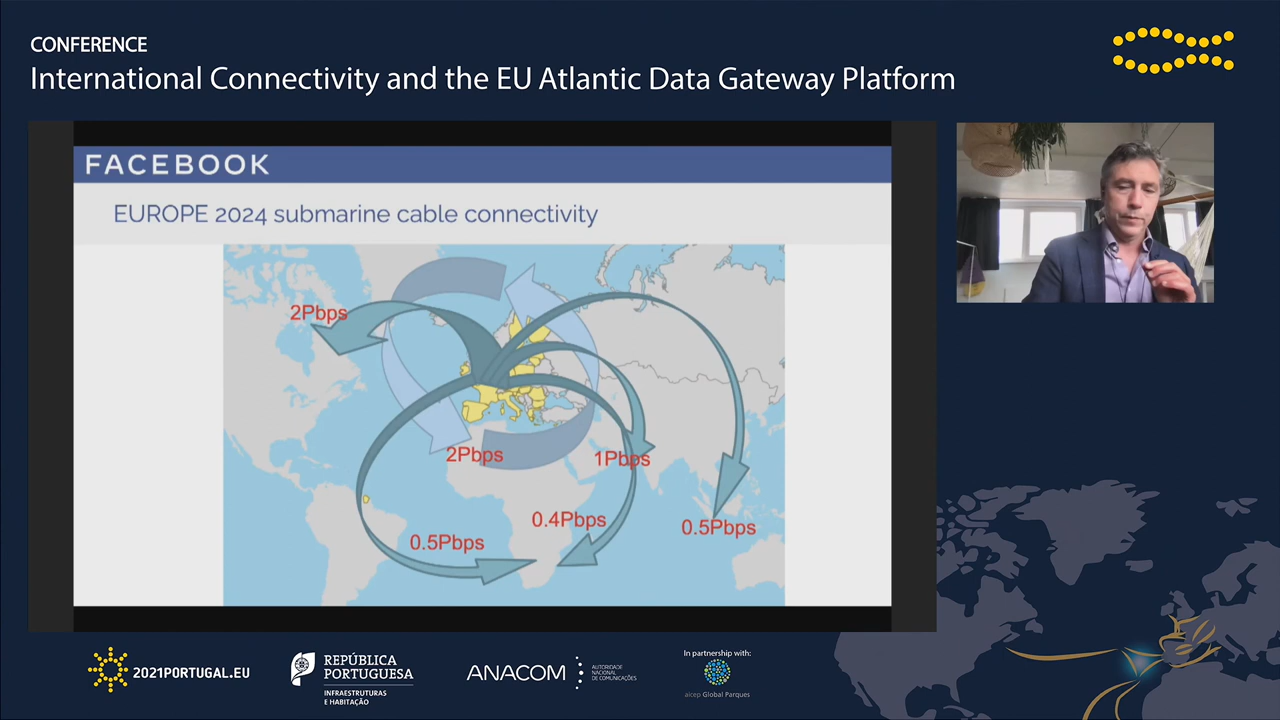 CONFERENCE
International Connectivity and the EU Atlantic Data Gateway Platform
FACEBOOK
EUROPE 2024 submarine cable connectivity
2Pbps
2Pbps
1Pbps
0.4Pbps
0.5Pbps
0.5Pbps
2021PORTUGAL.EU
REPÚBLICA
PORTUGUESA
INFRAESTRUTURAS
E HABITAÇÃO
ANACOM
AUTORIDADE
NACIONAL
DE COMUNICAÇÕES
In partnership with:
aicep Global Parques